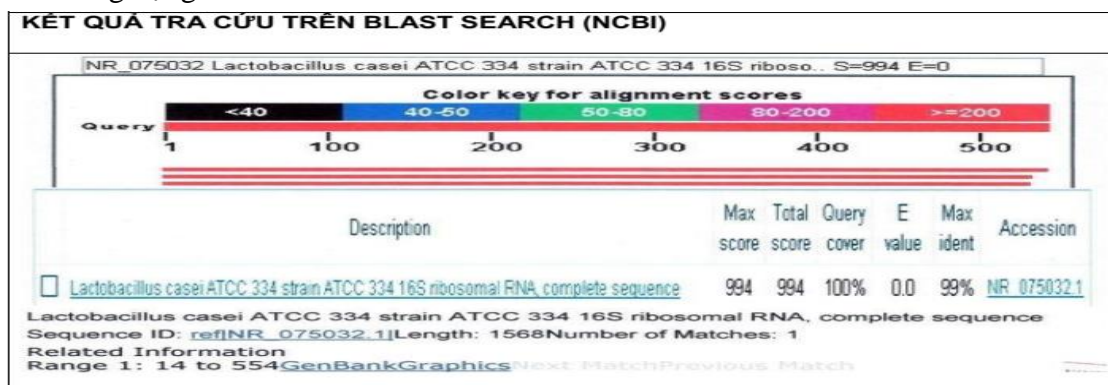 KẾT QUẢ TRA CỨU TRÊN BLAST SEARCH (NCBI)
NR_075032 Lactobacillus casei ATCC 334 strain ATCC 334 16S riboso.. S=994 E=0
Color key for alignment scores
<40 40-50 50-80 80-200 >=200
Query
1 100 200 300 400 500
Description Max score Total score Query cover E value Max ident Accession
Lactobacillus casei ATCC 334 strain ATCC 334 16S ribosomal RNA, complete sequence 994 994 100% 0.0 99% NR_075032.1
Lactobacillus casei ATCC 334 strain ATCC 334 16S ribosomal RNA, complete sequence
Sequence ID: ref|NR_075032.1|Length: 1568Number of Matches: 1
Related Information
Range 1: 14 to 554GenBankGraphicsNext MatchPrevious Match